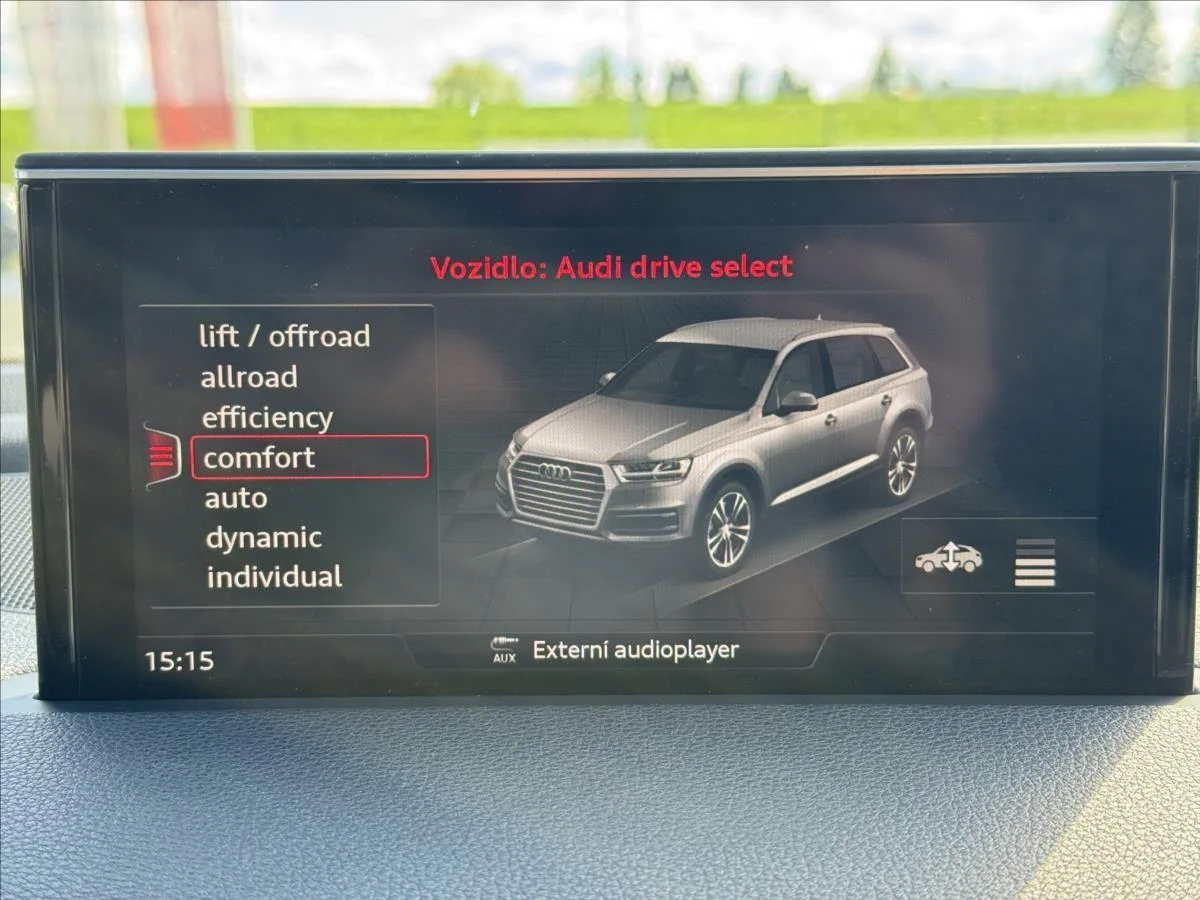 Vozidlo: Audi drive select
lift / offroad
allroad
efficiency
comfort
auto
dynamic
individual
15:15
AUX
Externí audioplayer